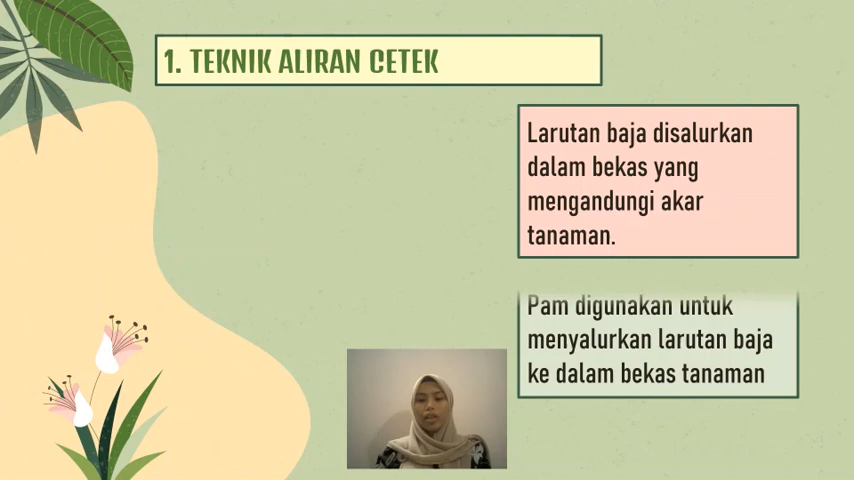 1. TEKNIK ALIRAN CETEK
Larutan baja disalurkan
dalam bekas yang
mengandungi akar
tanaman.
Pam digunakan untuk
menyalurkan larutan baja
ke dalam bekas tanaman